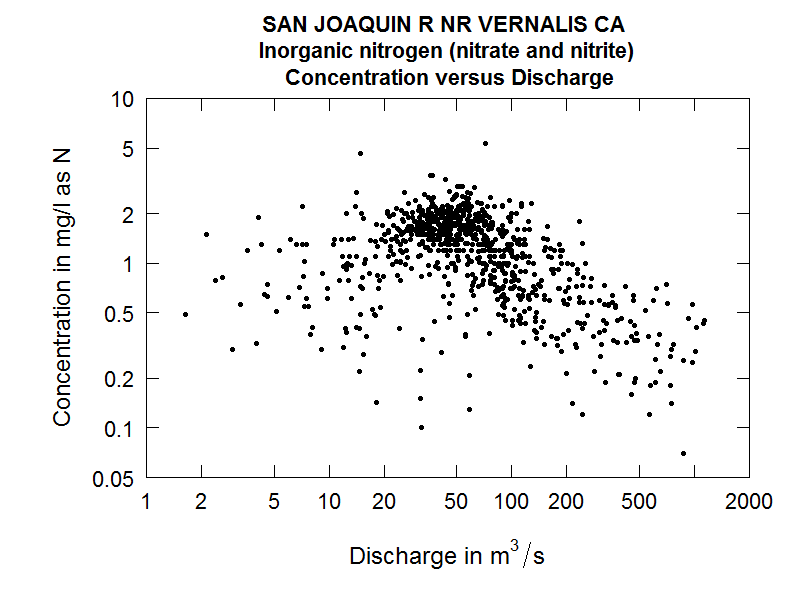 SAN JOAQUIN R NR VERNALIS CA
Inorganic nitrogen (nitrate and nitrite)
Concentration versus Discharge
Concentration in mg/l as N
10
5
2
1
0.5
0.2
0.1
0.05
1 2 5 10 20 50 100 200 500 2000
Discharge in m³/s